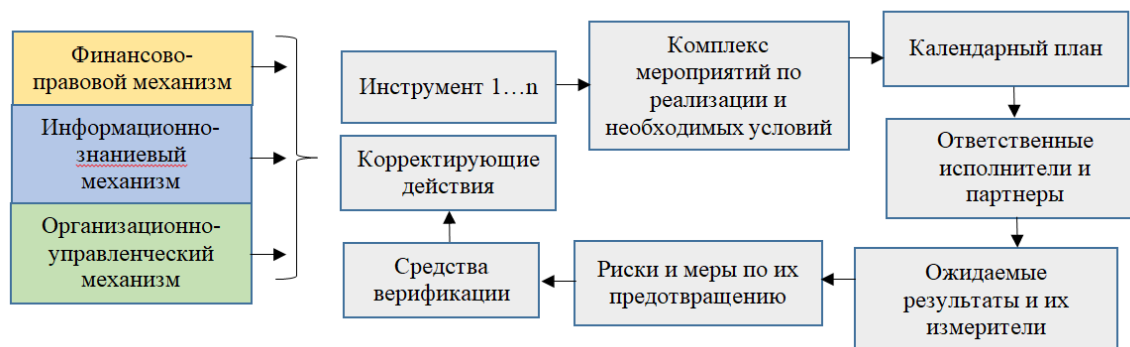 Финансово-
правовой механизм
Информационно-
знаниевый
механизм
Организационно-
управленческий
механизм
Инструмент 1…n
Комплекс
мероприятий по
реализации и
необходимых условий
Календарный план
Ответственные
исполнители и
партнеры
Ожидаемые
результаты и их
измерители
Риски и меры по их
предотвращению
Средства
верификации
Корректирующие
действия